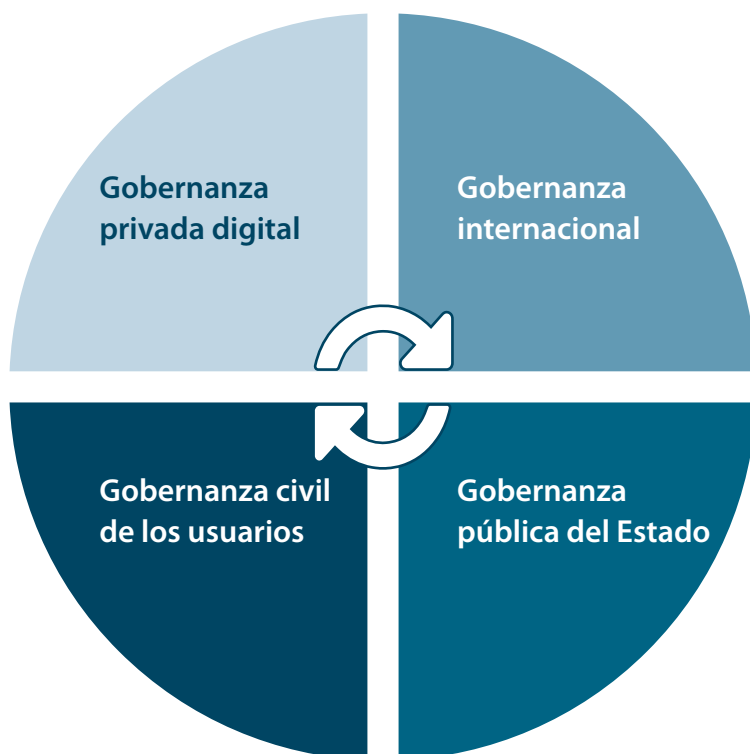 Gobernanza
privada digital
Gobernanza
internacional
Gobernanza civil
de los usuarios
Gobernanza
pública del Estado